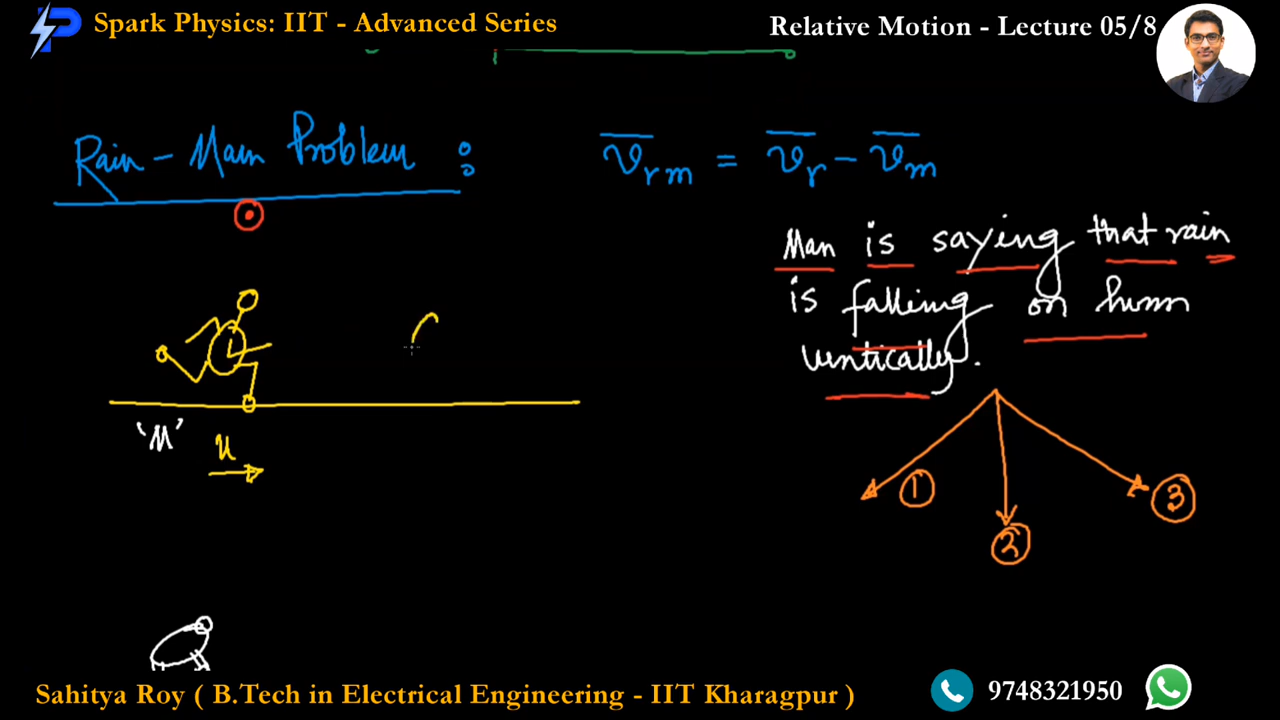 Spark Physics: IIT - Advanced Series
Relative Motion - Lecture 05/8
Rain - Man Problem :
v̅rm = v̅r - v̅m
Man is saying that rain
is falling on him
vertically.
'M' u
1
2
3
Sahitya Roy ( B.Tech in Electrical Engineering - IIT Kharagpur )
9748321950